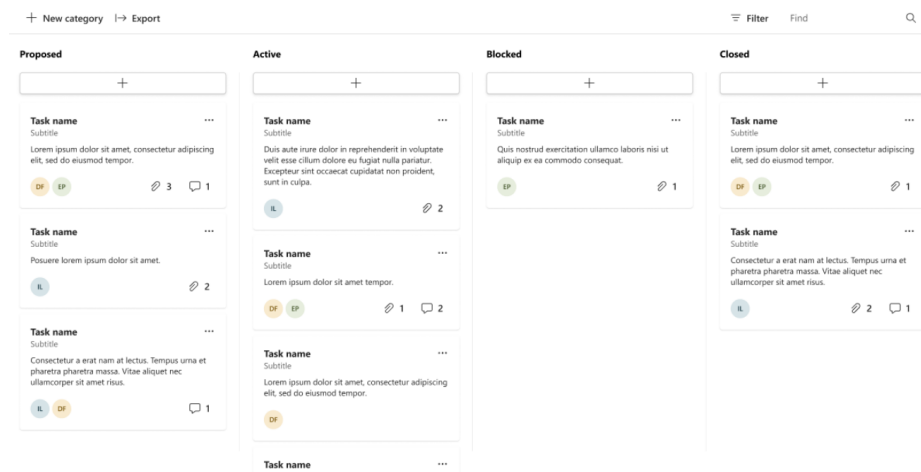 New category
Export
Filter
Find
Proposed
Task name
Subtitle
Lorem ipsum dolor sit amet, consectetur adipiscing
elit, sed do eiusmod tempor.
DF
EP
3
1
Task name
Subtitle
Posuere lorem ipsum dolor sit amet.
IL
2
Task name
Subtitle
Consectetur a erat nam at lectus. Tempus urna et
pharetra pharetra massa. Vitae aliquet nec
ullamcorper sit amet risus.
IL
DF
1
Active
Task name
Subtitle
Duis aute irure dolor in reprehenderit in voluptate
velit esse cillum dolore eu fugiat nulla pariatur.
Excepteur sint occaecat cupidatat non proident,
sunt in culpa.
IL
2
Task name
Subtitle
Lorem ipsum dolor sit amet tempor.
DF
EP
1
2
Task name
Subtitle
Lorem ipsum dolor sit amet, consectetur adipiscing
elit, sed do eiusmod tempor.
DF
Task name
Blocked
Task name
Subtitle
Quis nostrud exercitation ullamco laboris nisi ut
aliquip ex ea commodo consequat.
EP
1
Closed
Task name
Subtitle
Lorem ipsum dolor sit amet, consectetur adipiscing
elit, sed do eiusmod tempor.
DF
EP
1
Task name
Subtitle
Consectetur a erat nam at lectus. Tempus urna et
pharetra pharetra massa. Vitae aliquet nec
ullamcorper sit amet risus.
IL
2
1